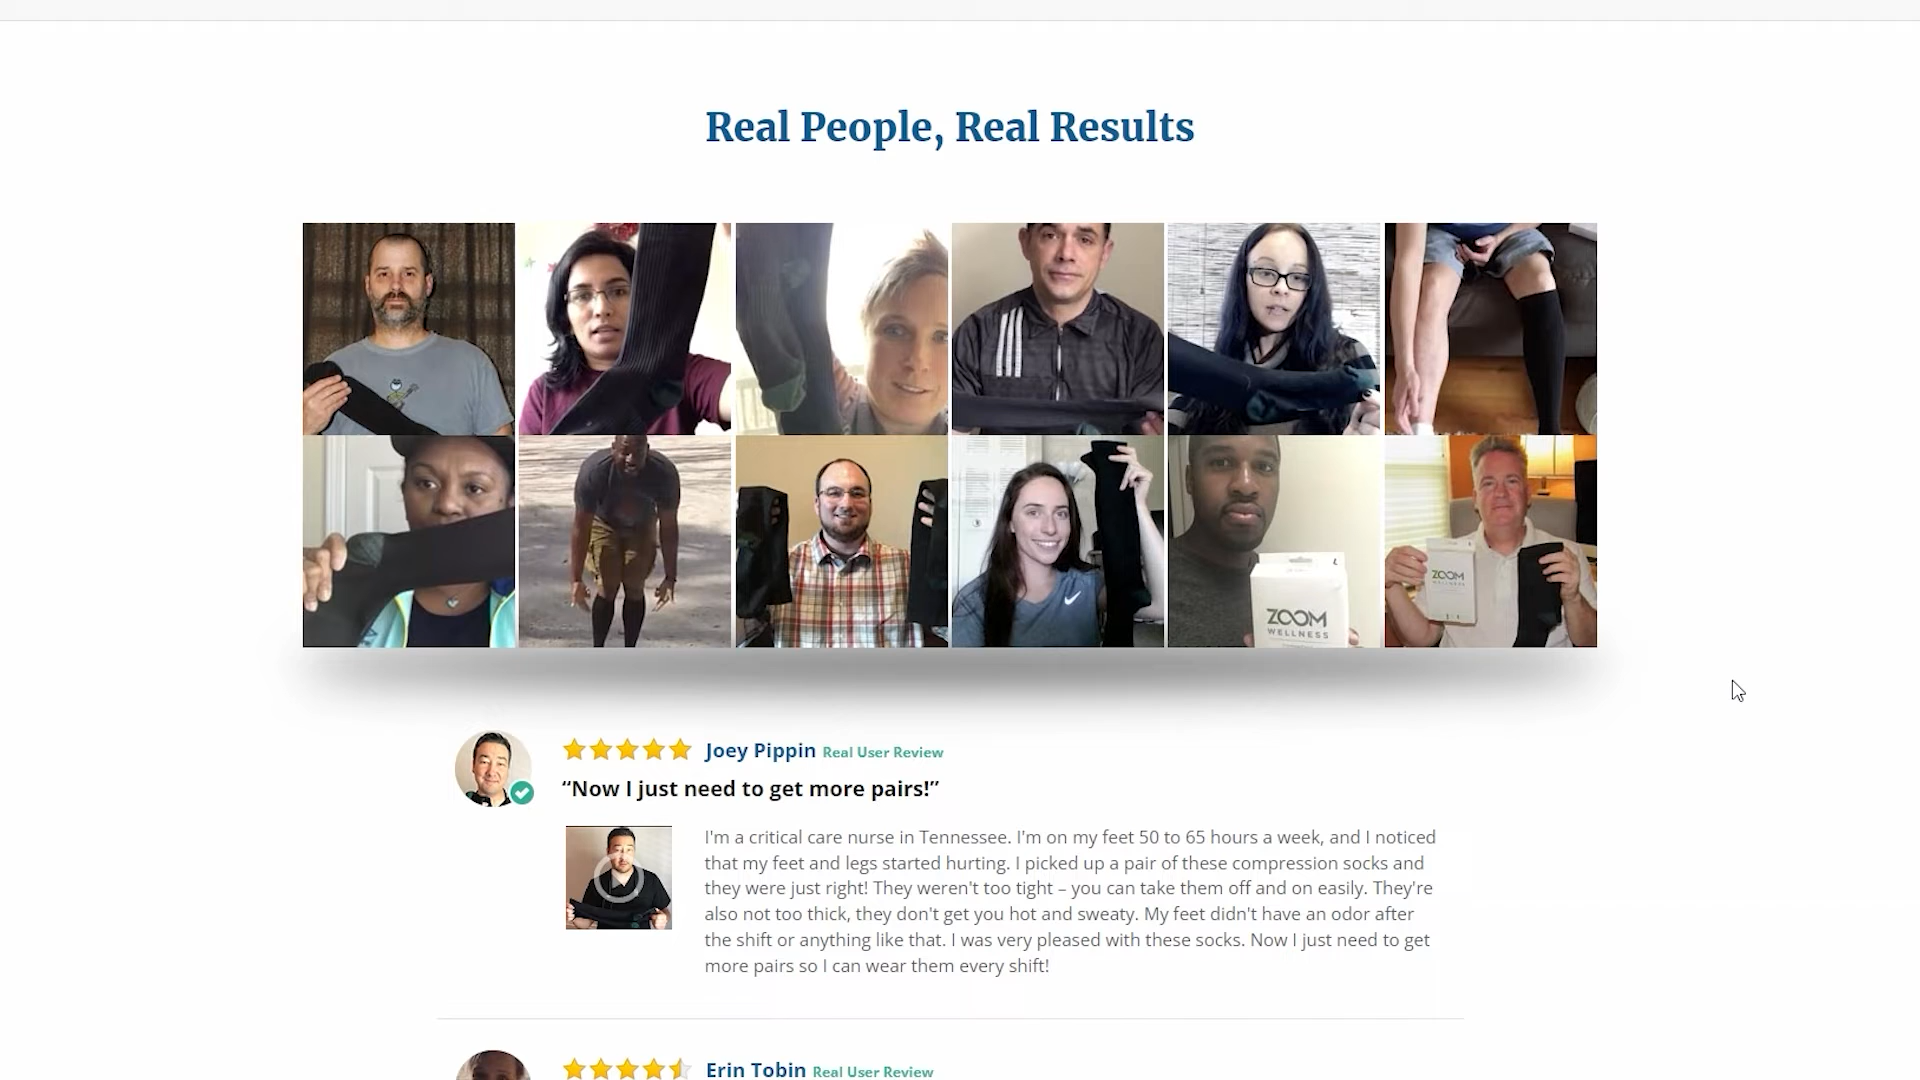 Real People, Real Results
ZOOM
WELLNESS
ZOOM
WELLNESS
Joey Pippin Real User Review
“Now I just need to get more pairs!”
I'm a critical care nurse in Tennessee. I'm on my feet 50 to 65 hours a week, and I noticed
that my feet and legs started hurting. I picked up a pair of these compression socks and
they were just right! They weren't too tight – you can take them off and on easily. They're
also not too thick, they don't get you hot and sweaty. My feet didn't have an odor after
the shift or anything like that. I was very pleased with these socks. Now I just need to get
more pairs so I can wear them every shift!
Erin Tobin Real User Review